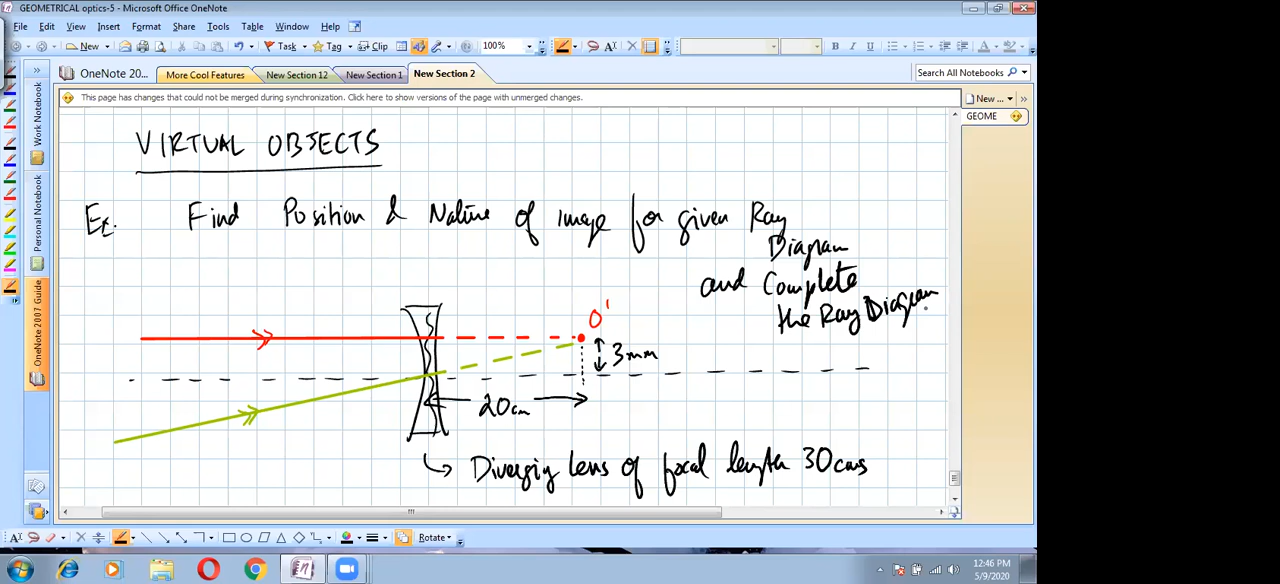 GEOMETRICAL optics-5 - Microsoft Office OneNote
File Edit View Insert Format Share Tools Table Window Help
New Task Tag Clip 100% B I U
OneNote 20... More Cool Features New Section 12 New Section 1 New Section 2 Search All Notebooks
This page has changes that could not be merged during synchronization. Click here to show versions of the page with unmerged changes.
New ...
GEOME
Work Notebook
Personal Notebook
OneNote 2007 Guide
VIRTUAL OBJECTS
Ex. Find Position & Nature of image for given Ray
Diagram
and Complete
the Ray Diagram
O'
3mm
20cm
Diverging Lens of focal length 30cms
Rotate
12:46 PM
5/9/2020